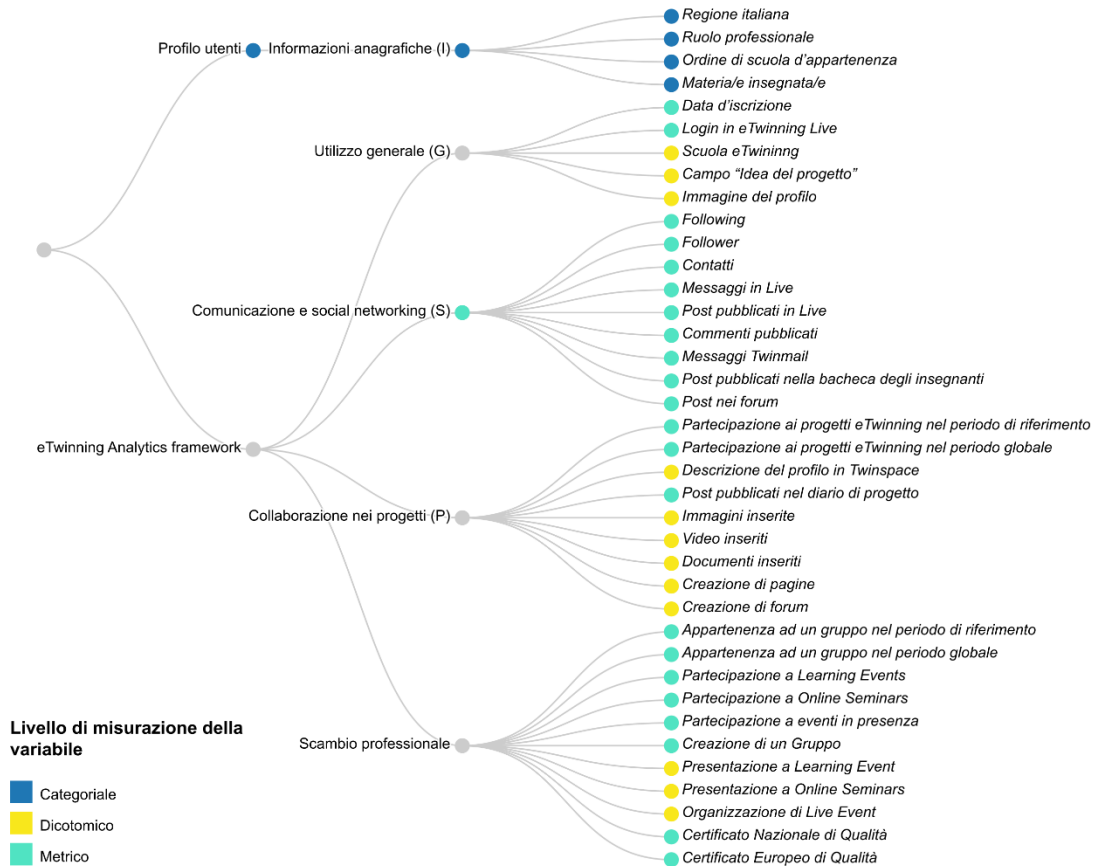 Profilo utenti
Informazioni anagrafiche (I)
Regione italiana
Ruolo professionale
Ordine di scuola d’appartenenza
Materia/e insegnata/e
eTwinning Analytics framework
Utilizzo generale (G)
Data d’iscrizione
Login in eTwinning Live
Scuola eTwininng
Campo “Idea del progetto”
Immagine del profilo
Comunicazione e social networking (S)
Following
Follower
Contatti
Messaggi in Live
Post pubblicati in Live
Commenti pubblicati
Messaggi Twinmail
Post pubblicati nella bacheca degli insegnanti
Post nei forum
Collaborazione nei progetti (P)
Partecipazione ai progetti eTwinning nel periodo di riferimento
Partecipazione ai progetti eTwinning nel periodo globale
Descrizione del profilo in Twinspace
Post pubblicati nel diario di progetto
Immagini inserite
Video inseriti
Documenti inseriti
Creazione di pagine
Creazione di forum
Scambio professionale
Appartenenza ad un gruppo nel periodo di riferimento
Appartenenza ad un gruppo nel periodo globale
Partecipazione a Learning Events
Partecipazione a Online Seminars
Partecipazione a eventi in presenza
Creazione di un Gruppo
Presentazione a Learning Event
Presentazione a Online Seminars
Organizzazione di Live Event
Certificato Nazionale di Qualità
Certificato Europeo di Qualità
Livello di misurazione della
variabile
Categoriale
Dicotomico
Metrico